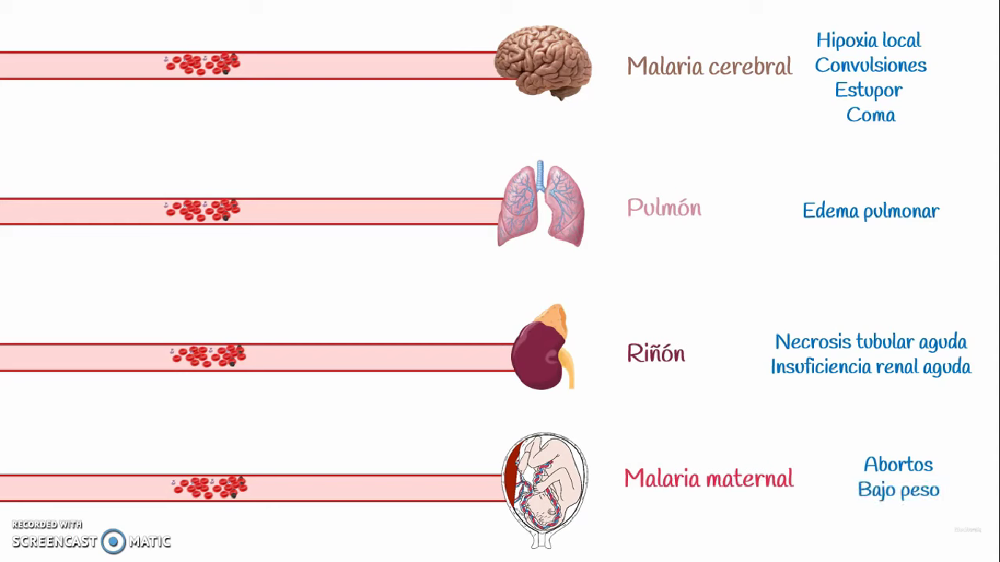 Malaria cerebral
Hipoxia local
Convulsiones
Estupor
Coma
Pulmón
Edema pulmonar
Riñón
Necrosis tubular aguda
Insuficiencia renal aguda
Malaria maternal
Abortos
Bajo peso
RECORDED WITH
SCREENCAST MATIC